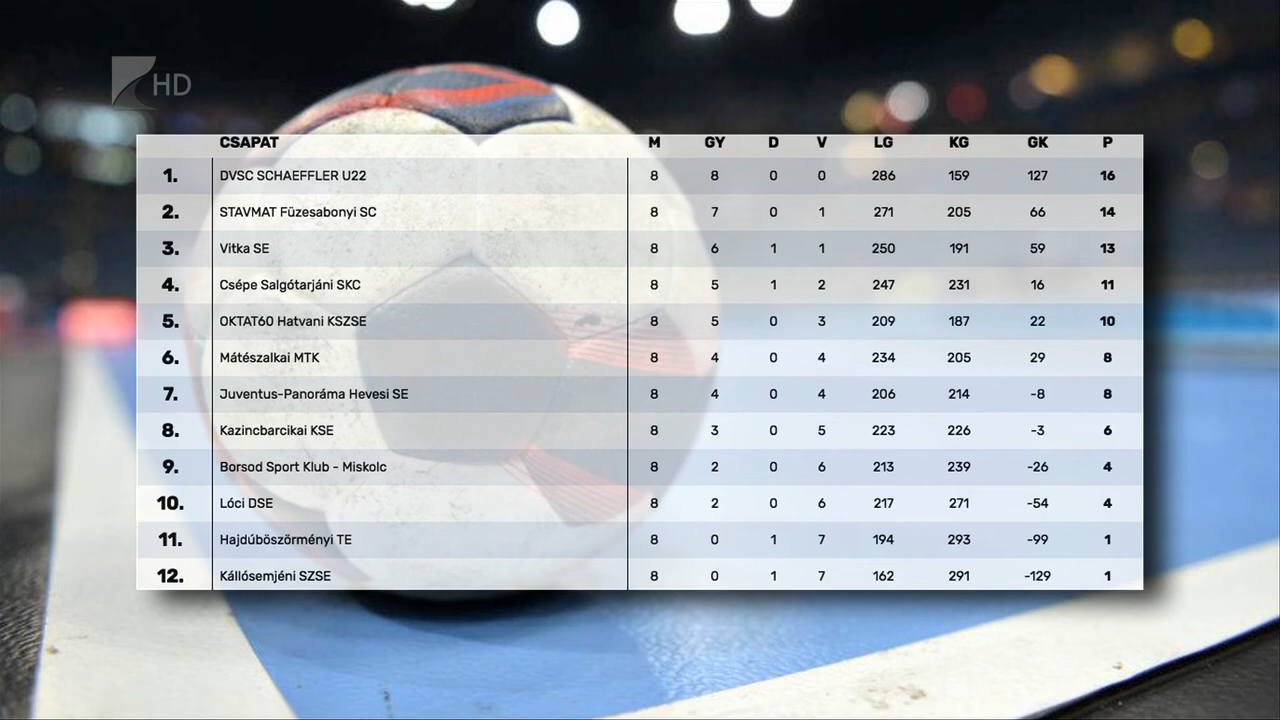 HD
CSAPAT M GY D V LG KG GK P
1. DVSC SCHAEFFLER U22 8 8 0 0 286 159 127 16
2. STAVMAT Füzesabonyi SC 8 7 0 1 271 205 66 14
3. Vitka SE 8 6 1 1 250 191 59 13
4. Csépe Salgótarjáni SKC 8 5 1 2 247 231 16 11
5. OKTAT60 Hatvani KSZSE 8 5 0 3 209 187 22 10
6. Mátészalkai MTK 8 4 0 4 234 205 29 8
7. Juventus-Panoráma Hevesi SE 8 4 0 4 206 214 -8 8
8. Kazincbarcikai KSE 8 3 0 5 223 226 -3 6
9. Borsod Sport Klub - Miskolc 8 2 0 6 213 239 -26 4
10. Lóci DSE 8 2 0 6 217 271 -54 4
11. Hajdúböszörményi TE 8 0 1 7 194 293 -99 1
12. Kállósemjéni SZSE 8 0 1 7 162 291 -129 1